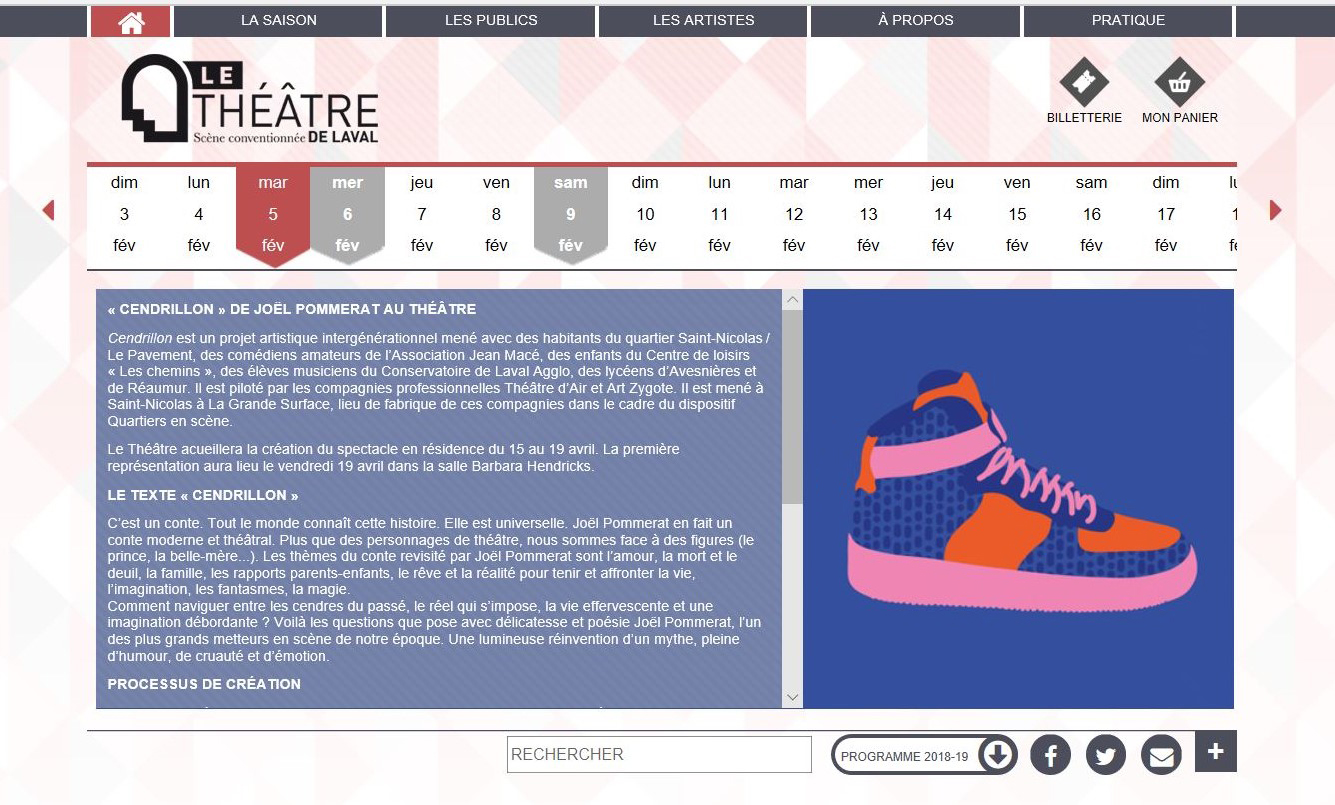 LA SAISON
LES PUBLICS
LES ARTISTES
À PROPOS
PRATIQUE
LE
THÉÂTRE
Scène conventionnée DE LAVAL
BILLETTERIE
MON PANIER
dim lun mar mer jeu ven sam dim lun mar mer jeu ven sam dim
3 4 5 6 7 8 9 10 11 12 13 14 15 16 17
fév fév fév fév fév fév fév fév fév fév fév fév fév fév fév
« CENDRILLON » DE JOËL POMMERAT AU THÉÂTRE
Cendrillon est un projet artistique intergénérationnel mené avec des habitants du quartier Saint-Nicolas /
Le Pavement, des comédiens amateurs de l’Association Jean Macé, des enfants du Centre de loisirs
« Les chemins », des élèves musiciens du Conservatoire de Laval Agglo, des lycéens d’Avesnières et
de Réaumur. Il est piloté par les compagnies professionnelles Théâtre d’Air et Art Zygote. Il est mené à
Saint-Nicolas à La Grande Surface, lieu de fabrique de ces compagnies dans le cadre du dispositif
Quartiers en scène.
Le Théâtre acueillera la création du spectacle en résidence du 15 au 19 avril. La première
représentation aura lieu le vendredi 19 avril dans la salle Barbara Hendricks.
LE TEXTE « CENDRILLON »
C’est un conte. Tout le monde connaît cette histoire. Elle est universelle. Joël Pommerat en fait un
conte moderne et théâtral. Plus que des personnages de théâtre, nous sommes face à des figures (le
prince, la belle-mère...). Les thèmes du conte revisité par Joël Pommerat sont l’amour, la mort et le
deuil, la famille, les rapports parents-enfants, le rêve et la réalité pour tenir et affronter la vie,
l’imagination, les fantasmes, la magie.
Comment naviguer entre les cendres du passé, le réel qui s’impose, la vie effervescente et une
imagination débordante ? Voilà les questions que pose avec délicatesse et poésie Joël Pommerat, l’un
des plus grands metteurs en scène de notre époque. Une lumineuse réinvention d’un mythe, pleine
d’humour, de cruauté et d’émotion.
PROCESSUS DE CRÉATION
RECHERCHER
PROGRAMME 2018-19